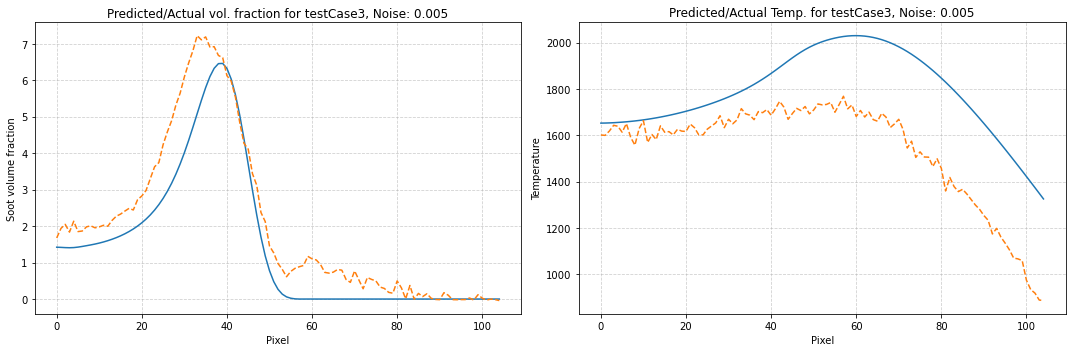 Predicted/Actual vol. fraction for testCase3, Noise: 0.005
7
6
5
4
3
2
1
0
Soot volume fraction
0 20 40 60 80 100
Pixel
Predicted/Actual Temp. for testCase3, Noise: 0.005
2000
1800
1600
1400
1200
1000
Temperature
0 20 40 60 80 100
Pixel